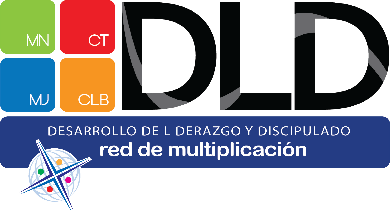 MN CT
MJ CLB
DLD
DESARROLLO DE L DERAZGO Y DISCIPULADO
red de multiplicación